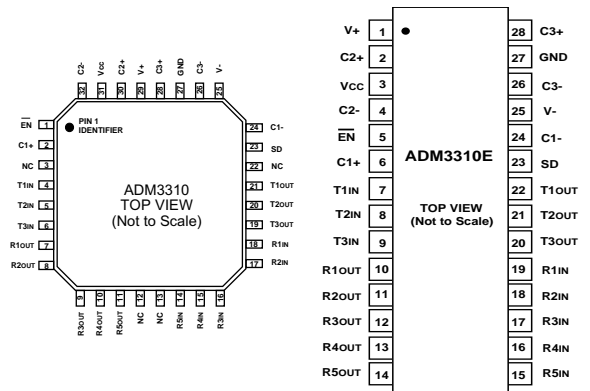 C2- VCC C2+ V+ C3+ GND C3- V-
32 31 30 29 28 27 26 25
EN 1
C1+ 2
NC 3
T1IN 4
T2IN 5
T3IN 6
R1OUT 7
R2OUT 8
PIN 1
IDENTIFIER
ADM3310
TOP VIEW
(Not to Scale)
24 C1-
23 SD
22 NC
21 T1OUT
20 T2OUT
19 T3OUT
18 R1IN
17 R2IN
9 10 11 12 13 14 15 16
R3OUT R4OUT R5OUT NC NC R5IN R4IN R3IN
V+ 1
C2+ 2
VCC 3
C2- 4
EN 5
C1+ 6
T1IN 7
T2IN 8
T3IN 9
R1OUT 10
R2OUT 11
R3OUT 12
R4OUT 13
R5OUT 14
ADM3310E
TOP VIEW
(Not to Scale)
28 C3+
27 GND
26 C3-
25 V-
24 C1-
23 SD
22 T1OUT
21 T2OUT
20 T3OUT
19 R1IN
18 R2IN
17 R3IN
16 R4IN
15 R5IN